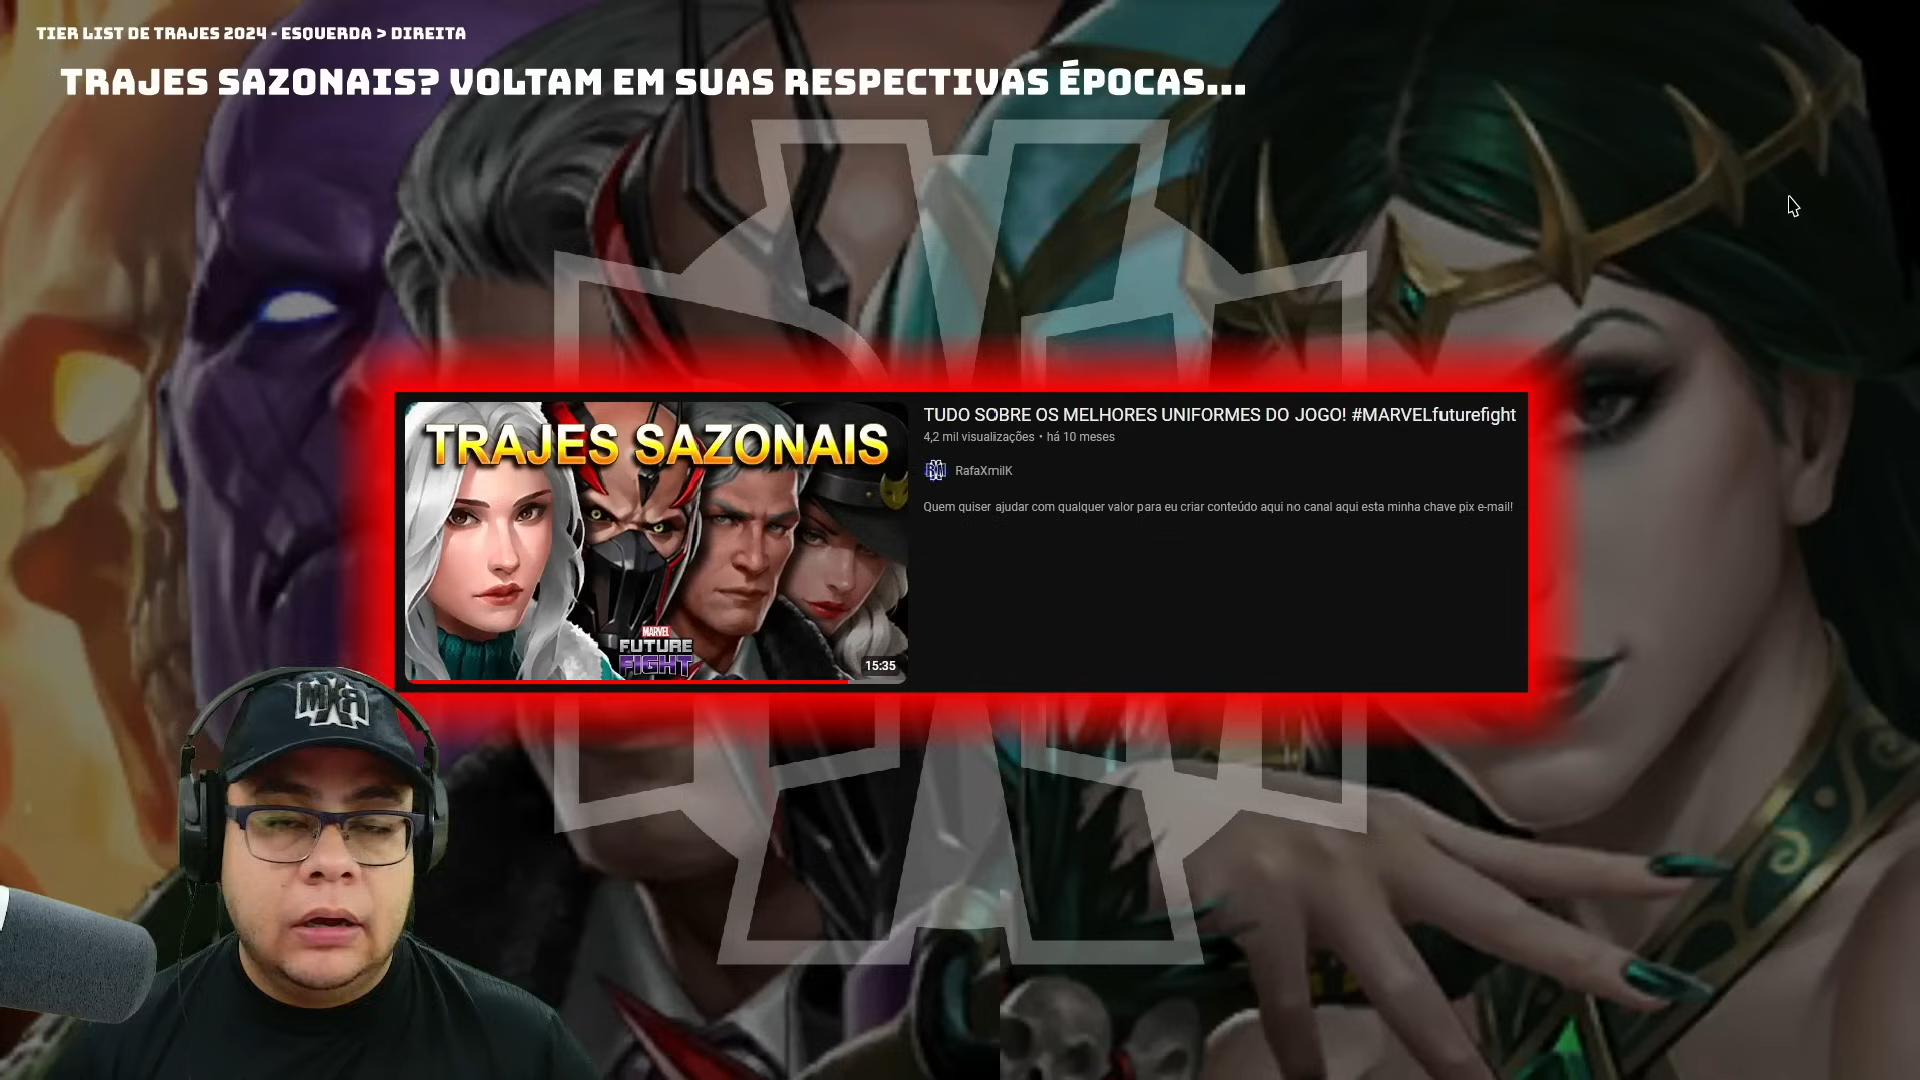 TIER LIST DE TRAJES 2024 - ESQUERDA > DIREITA
TRAJES SAZONAIS? VOLTAM EM SUAS RESPECTIVAS ÉPOCAS...
TRAJES SAZONAIS
MARVEL
FUTURE
FIGHT
15:35
TUDO SOBRE OS MELHORES UNIFORMES DO JOGO! #MARVELfuturefight
4,2 mil visualizações • há 10 meses
RafaXmilK
Quem quiser ajudar com qualquer valor para eu criar conteúdo aqui no canal aqui esta minha chave pix e-mail!